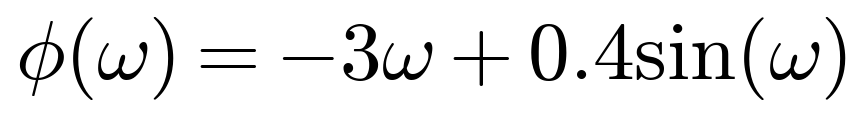 ϕ(ω) = −3ω + 0.4sin(ω)